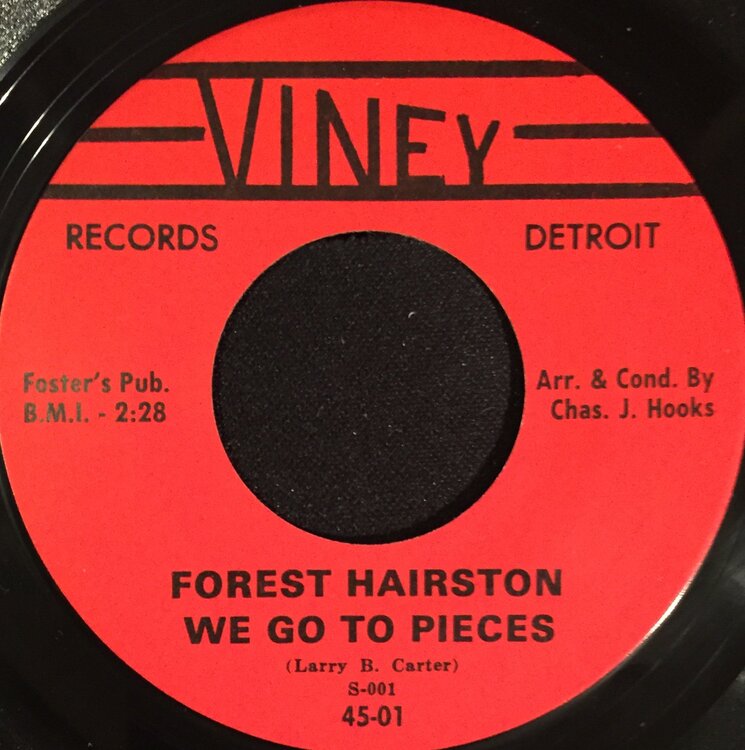 VINEY
RECORDS
DETROIT
Foster's Pub.
B.M.I. - 2:28
Arr. & Cond. By
Chas. J. Hooks
FOREST HAIRSTON
WE GO TO PIECES
(Larry B. Carter)
S-001
45-01